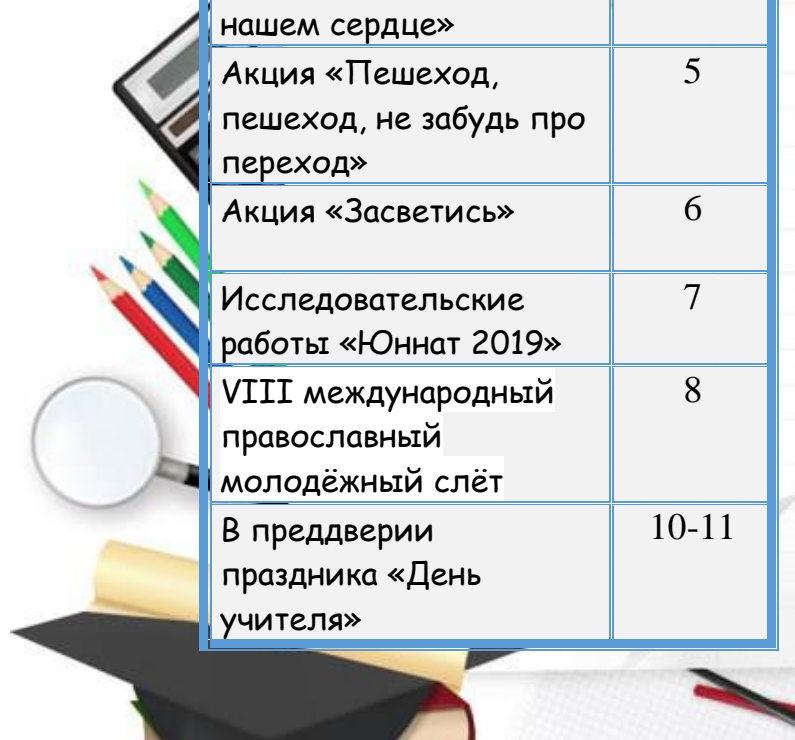 нашем сердце»
Акция «Пешеход, 5
пешеход, не забудь про
переход»
Акция «Засветись» 6
Исследовательские 7
работы «Юннат 2019»
VIII международный 8
православный
молодёжный слёт
В преддверии 10-11
праздника «День
учителя»